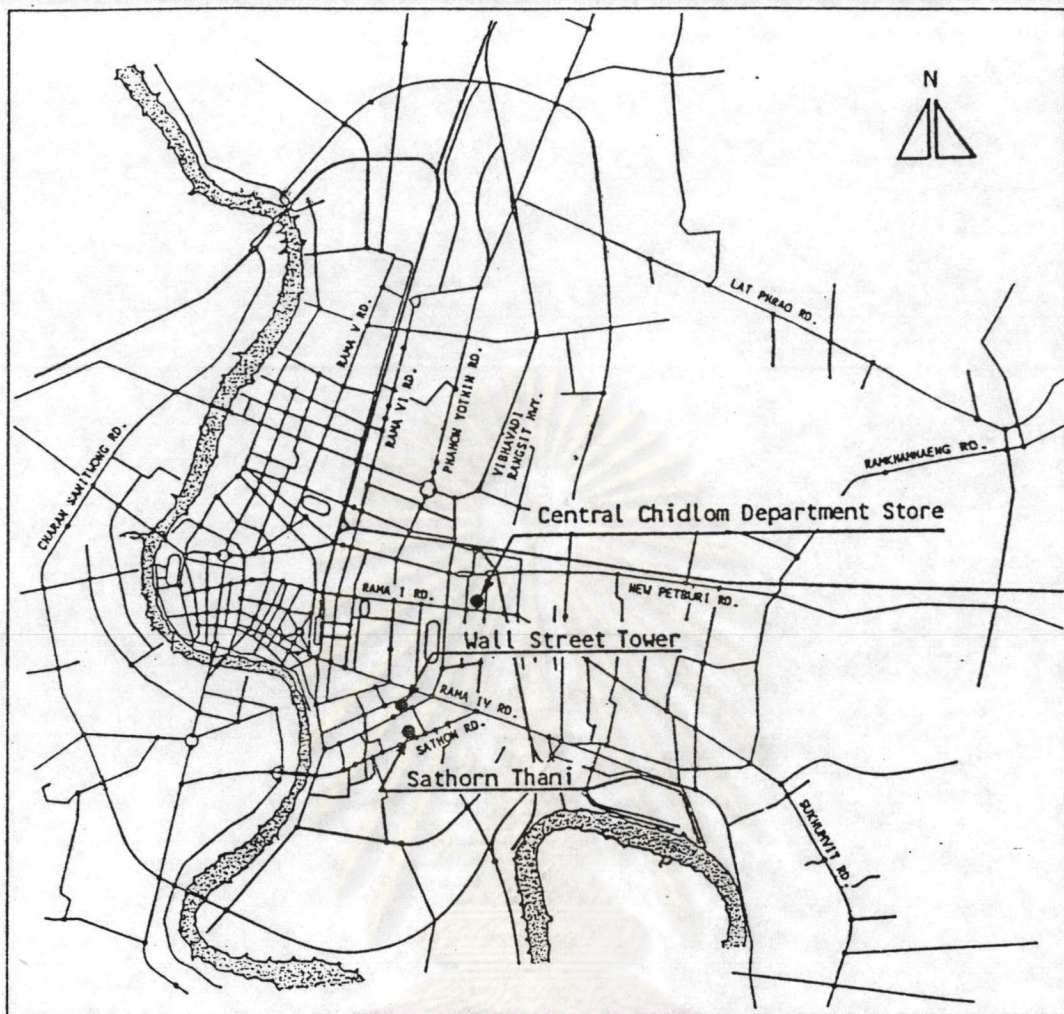 N
LAT PHRAO RD.
RAMA V RD.
RAMA VI RD.
PHAHON YOTHIN RD.
VIBHAVADI
RANGSIT HWY.
CHARAN SANITWONG RD.
RAMKHAMHAENG RD.
Central Chidlom Department Store
RAMA I RD.
NEW PETBURI RD.
Wall Street Tower
RAMA IV RD.
SATHON RD.
Sathorn Thani
SUKHUMVIT RD.